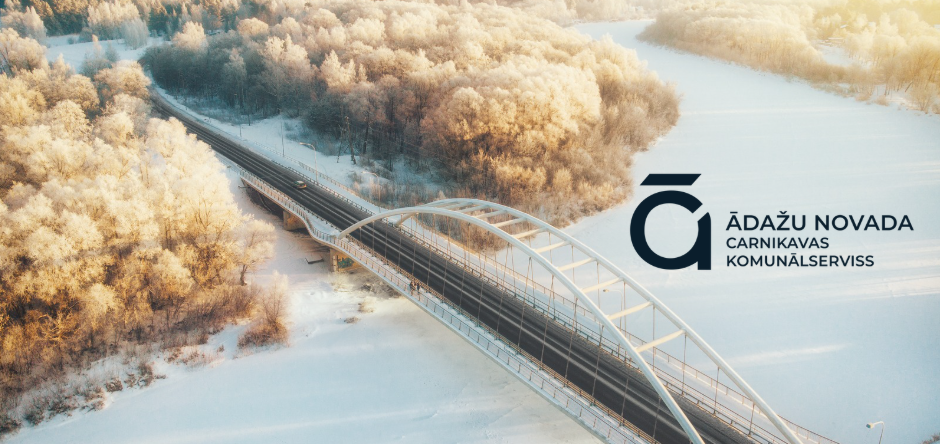 ĀDAŽU NOVADA
CARNIKAVAS
KOMUNĀLSERVISS